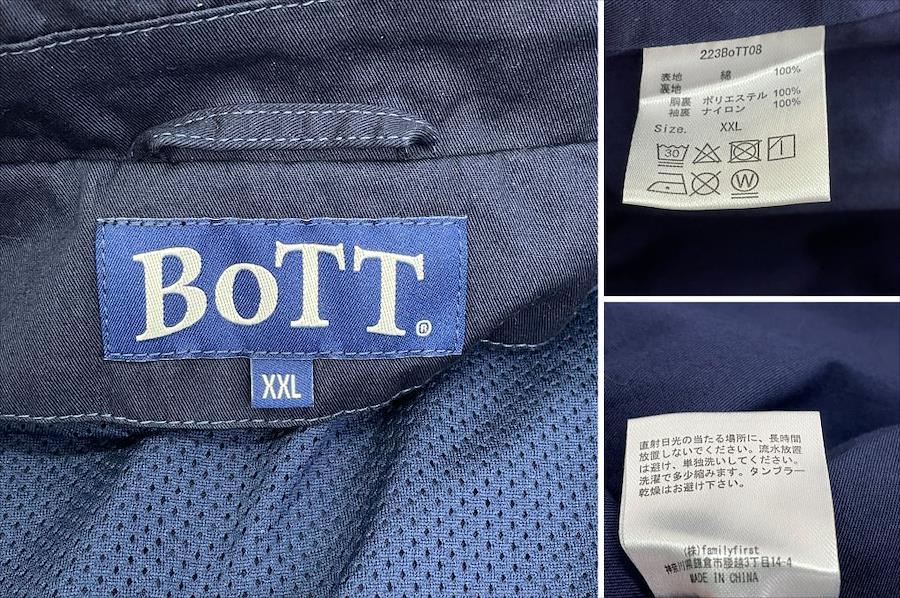 BoTT
®
XXL
223BoTT08
表地 綿 100%
裏地
胴裏 ポリエステル 100%
袖裏 ナイロン 100%
Size. XXL
30
W
直射日光の当たる場所に、長時間
放置しないでください。流水放置
は避け、単独洗いしてください。
洗濯で多少縮みます。タンブラー
乾燥はお避け下さい。
(株)familyfirst
神奈川県鎌倉市腰越3丁目14-4
MADE IN CHINA